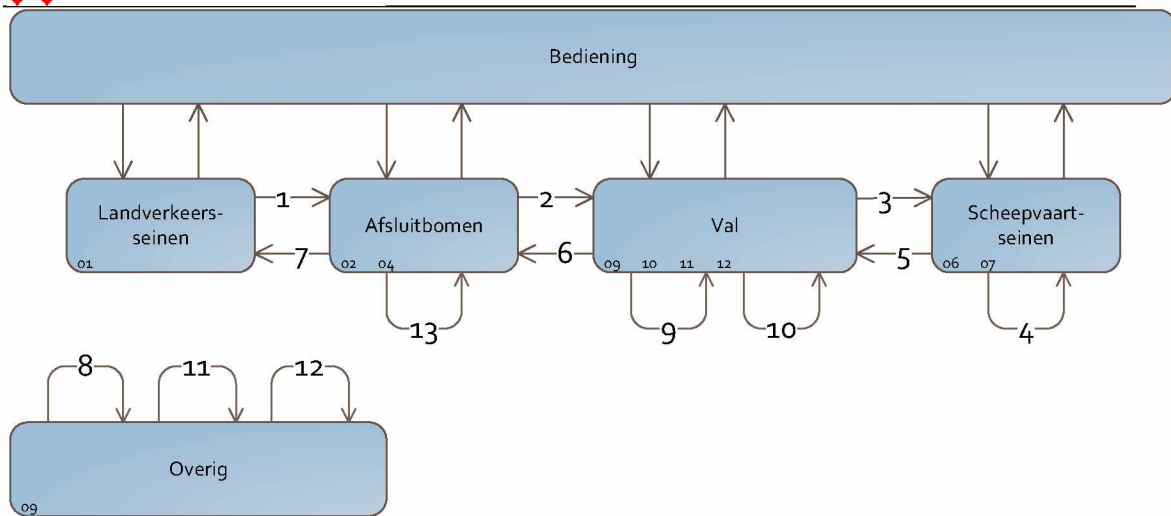 Bediening
1
2
3
Landverkeers-
seinen
Afsluitbomen
Val
Scheepvaart-
seinen
7
6
5
01
02 04
09 10 11 12
06 07
13
9
10
4
8
11
12
Overig
09